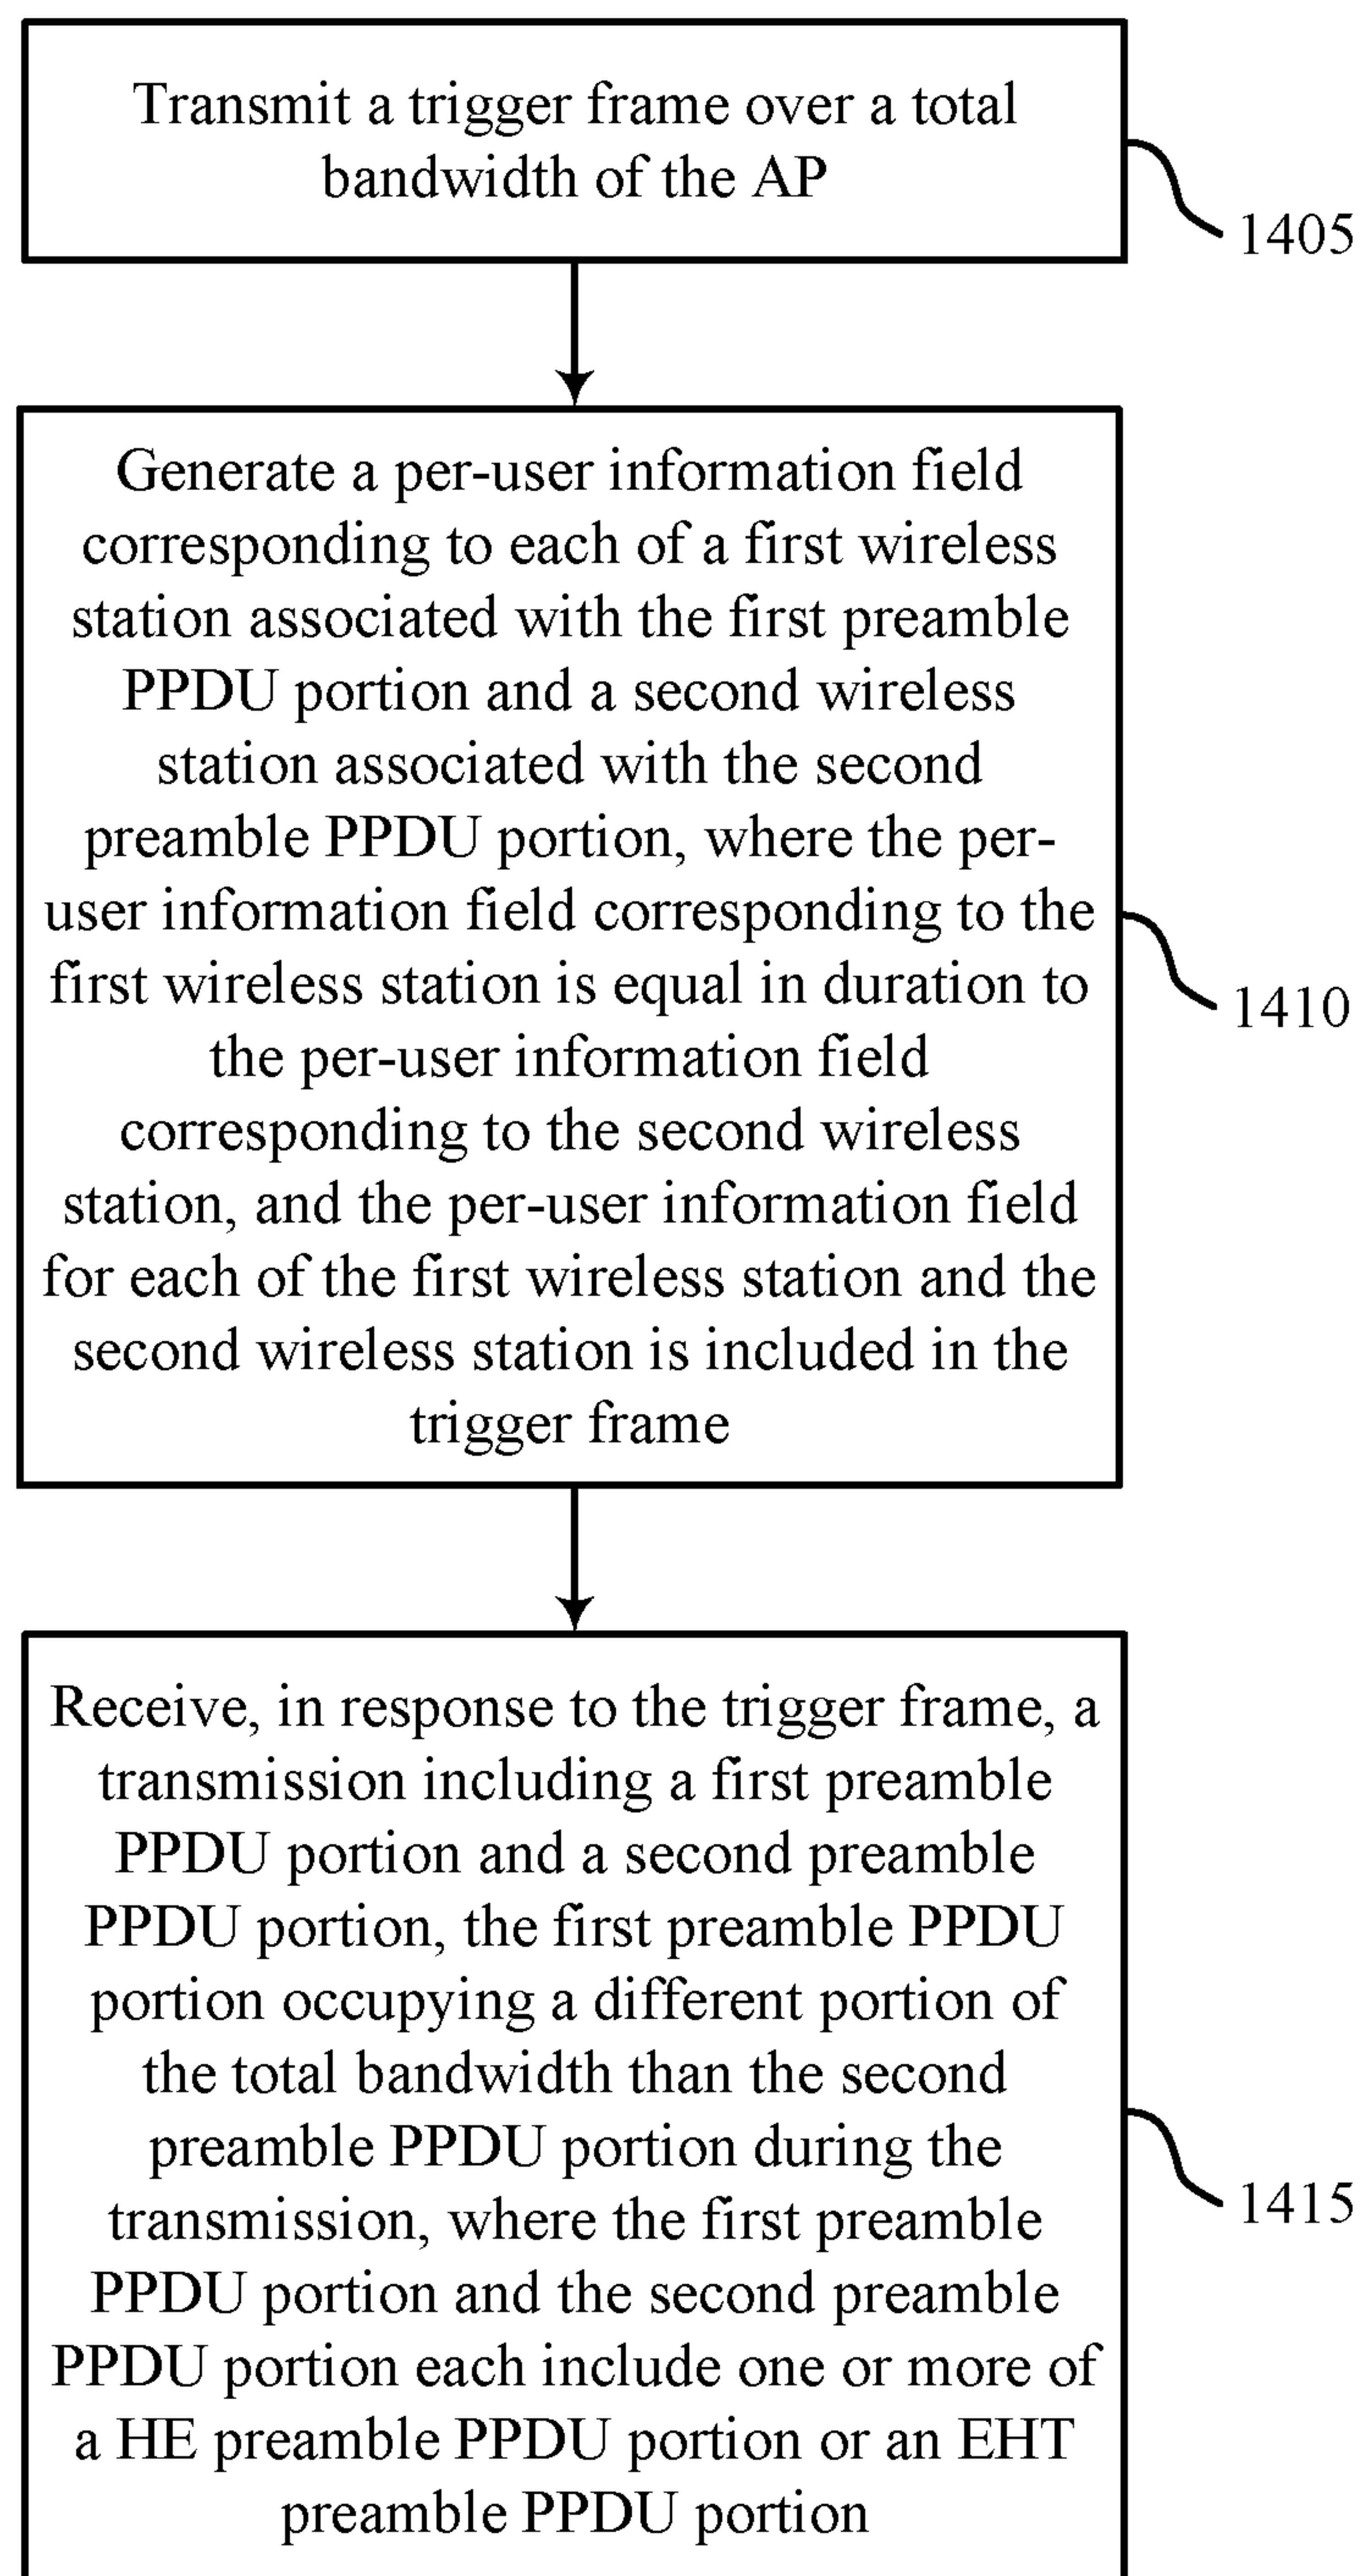 Transmit a trigger frame over a total
bandwidth of the AP
1405
Generate a per-user information field
corresponding to each of a first wireless
station associated with the first preamble
PPDU portion and a second wireless
station associated with the second
preamble PPDU portion, where the per-
user information field corresponding to the
first wireless station is equal in duration to
the per-user information field
corresponding to the second wireless
station, and the per-user information field
for each of the first wireless station and the
second wireless station is included in the
trigger frame
1410
Receive, in response to the trigger frame, a
transmission including a first preamble
PPDU portion and a second preamble
PPDU portion, the first preamble PPDU
portion occupying a different portion of
the total bandwidth than the second
preamble PPDU portion during the
transmission, where the first preamble
PPDU portion and the second preamble
PPDU portion each include one or more of
a HE preamble PPDU portion or an EHT
preamble PPDU portion
1415